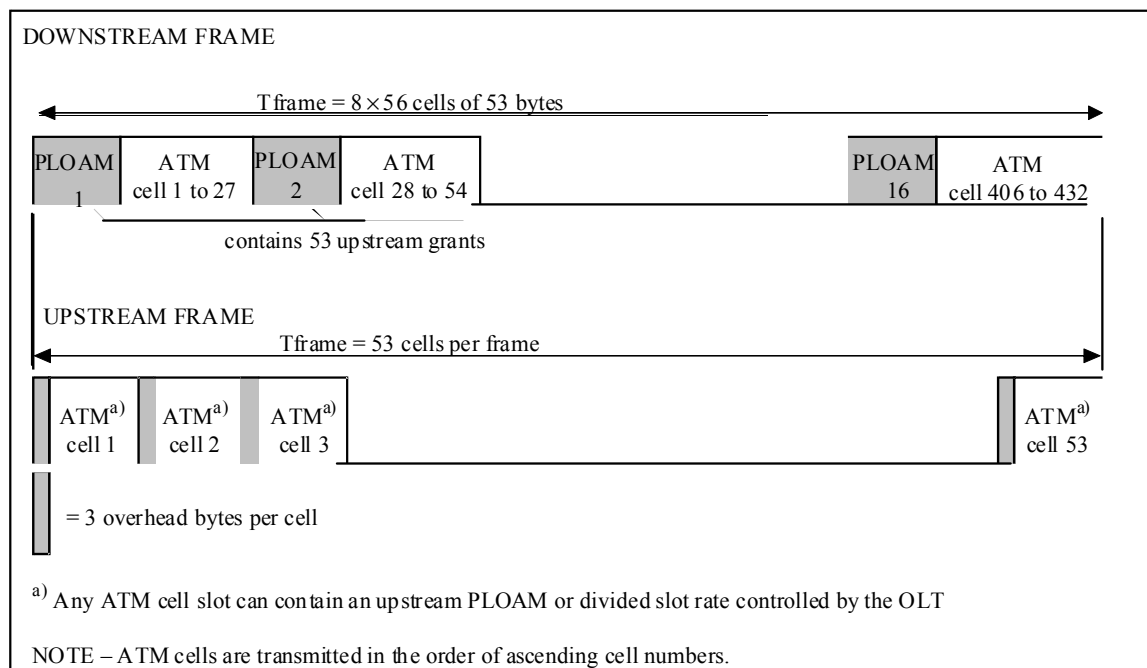 DOWNSTREAM FRAME
Tframe = 8 × 56 cells of 53 bytes
PLOAM 1
ATM cell 1 to 27
PLOAM 2
ATM cell 28 to 54
PLOAM 16
ATM cell 406 to 432
contains 53 upstream grants
UPSTREAM FRAME
Tframe = 53 cells per frame
ATM a) cell 1
ATM a) cell 2
ATM a) cell 3
ATM a) cell 53
= 3 overhead bytes per cell
a) Any ATM cell slot can contain an upstream PLOAM or divided slot rate controlled by the OLT
NOTE – ATM cells are transmitted in the order of ascending cell numbers.